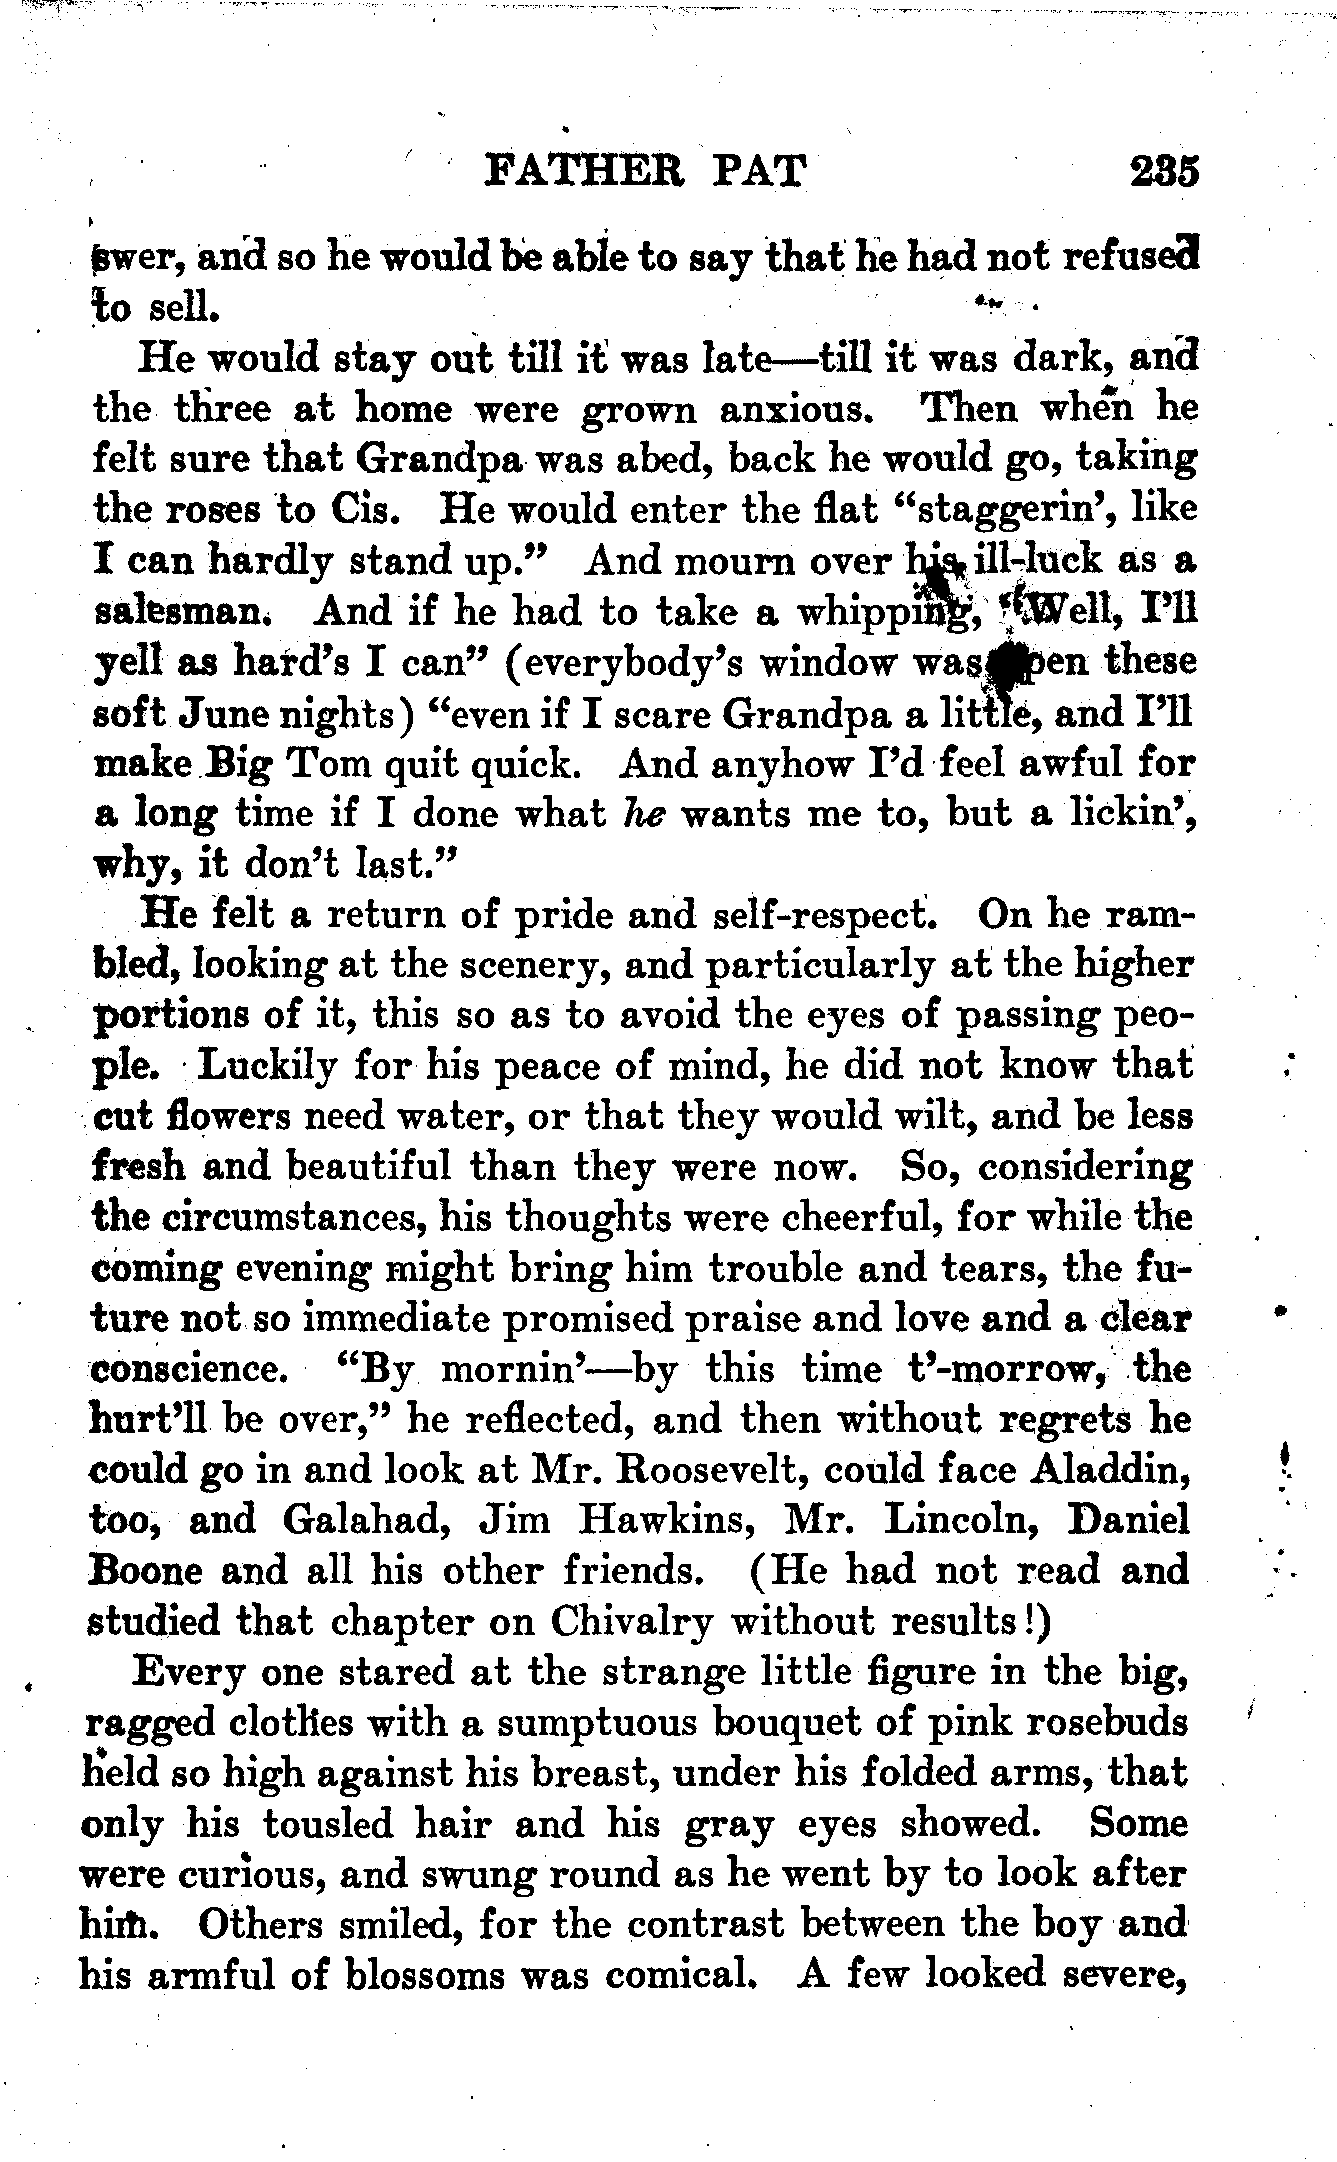 FATHER PAT 235
swer, and so he would be able to say that he had not refused
to sell.
He would stay out till it was late—till it was dark, and
the three at home were grown anxious. Then when he
felt sure that Grandpa was abed, back he would go, taking
the roses to Cis. He would enter the flat “staggerin’, like
I can hardly stand up.” And mourn over his ill-luck as a
salesman. And if he had to take a whipping, “Well, I’ll
yell as hard’s I can” (everybody’s window was open these
soft June nights) “even if I scare Grandpa a little, and I’ll
make Big Tom quit quick. And anyhow I’d feel awful for
a long time if I done what he wants me to, but a lickin’,
why, it don’t last.”
He felt a return of pride and self-respect. On he ram-
bled, looking at the scenery, and particularly at the higher
portions of it, this so as to avoid the eyes of passing peo-
ple. Luckily for his peace of mind, he did not know that
cut flowers need water, or that they would wilt, and be less
fresh and beautiful than they were now. So, considering
the circumstances, his thoughts were cheerful, for while the
coming evening might bring him trouble and tears, the fu-
ture not so immediate promised praise and love and a clear
conscience. “By mornin’—by this time t’-morrow, the
hurt’ll be over,” he reflected, and then without regrets he
could go in and look at Mr. Roosevelt, could face Aladdin,
too, and Galahad, Jim Hawkins, Mr. Lincoln, Daniel
Boone and all his other friends. (He had not read and
studied that chapter on Chivalry without results!)
Every one stared at the strange little figure in the big,
ragged clothes with a sumptuous bouquet of pink rosebuds
held so high against his breast, under his folded arms, that
only his tousled hair and his gray eyes showed. Some
were curious, and swung round as he went by to look after
him. Others smiled, for the contrast between the boy and
his armful of blossoms was comical. A few looked severe,